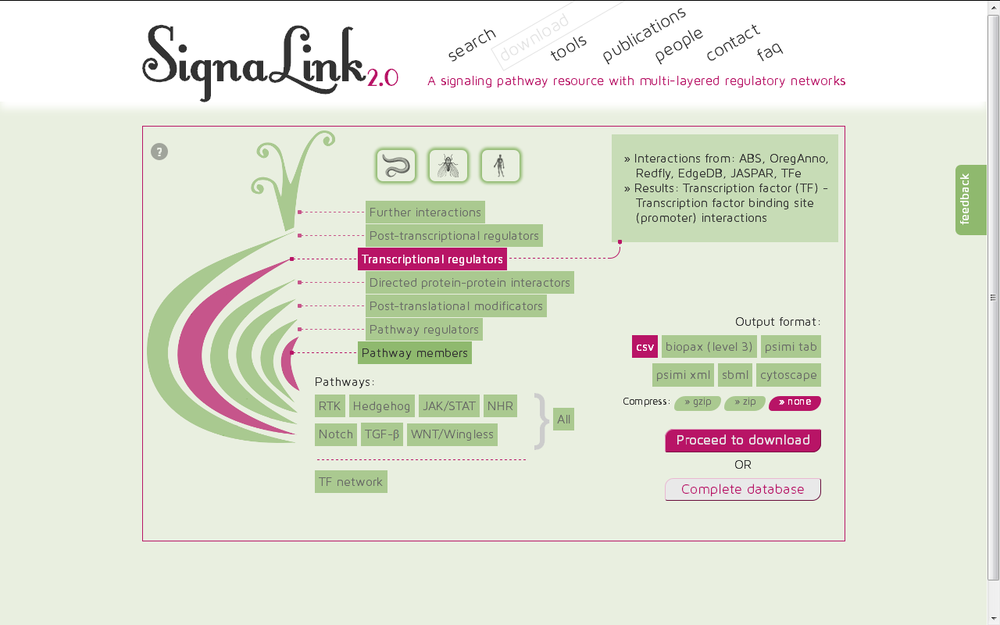 SignaLink 2.0
search
download
tools
publications
people
contact
faq
A signaling pathway resource with multi-layered regulatory networks
?
» Interactions from: ABS, OregAnno,
Redfly, EdgeDB, JASPAR, TFe
» Results: Transcription factor (TF) -
Transcription factor binding site
(promoter) interactions
feedback
Further interactions
Post-transcriptional regulators
Transcriptional regulators
Directed protein-protein interactors
Post-translational modificators
Pathway regulators
Pathway members
Pathways:
RTK Hedgehog JAK/STAT NHR
Notch TGF-β WNT/Wingless
All
TF network
Output format:
csv biopax (level 3) psimi tab
psimi xml sbml cytoscape
Compress: » gzip » zip » none
Proceed to download
OR
Complete database